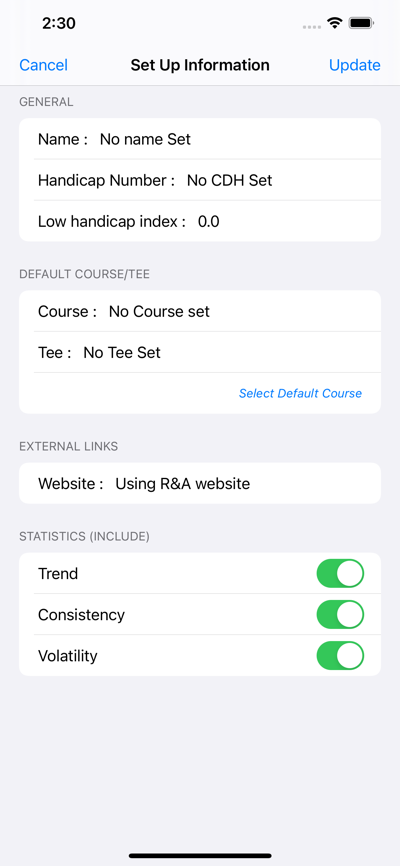 2:30
Cancel Set Up Information Update
GENERAL
Name : No name Set
Handicap Number : No CDH Set
Low handicap index : 0.0
DEFAULT COURSE/TEE
Course : No Course set
Tee : No Tee Set
Select Default Course
EXTERNAL LINKS
Website : Using R&A website
STATISTICS (INCLUDE)
Trend
Consistency
Volatility